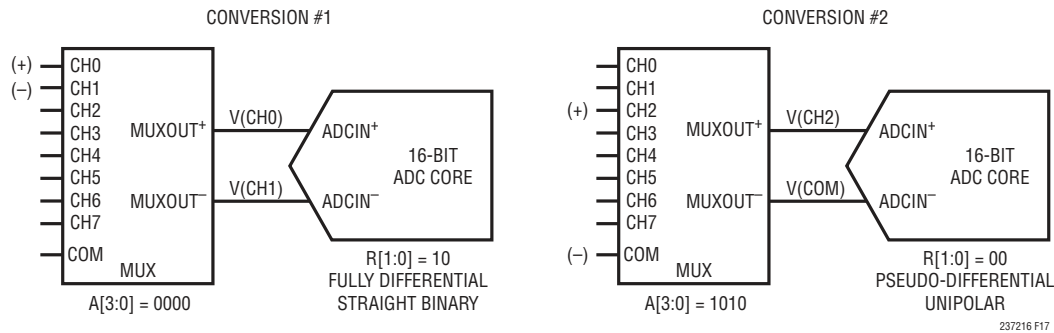 CONVERSION #1
(+)
(–)
CH0
CH1
CH2
CH3
CH4
CH5
CH6
CH7
COM
MUXOUT+
MUXOUT–
MUX
A[3:0] = 0000
V(CH0)
V(CH1)
ADCIN+
16-BIT
ADC CORE
ADCIN–
R[1:0] = 10
FULLY DIFFERENTIAL
STRAIGHT BINARY
CONVERSION #2
(+)
(–)
CH0
CH1
CH2
CH3
CH4
CH5
CH6
CH7
COM
MUXOUT+
MUXOUT–
MUX
A[3:0] = 1010
V(CH2)
V(COM)
ADCIN+
16-BIT
ADC CORE
ADCIN–
R[1:0] = 00
PSEUDO-DIFFERENTIAL
UNIPOLAR
237216 F17